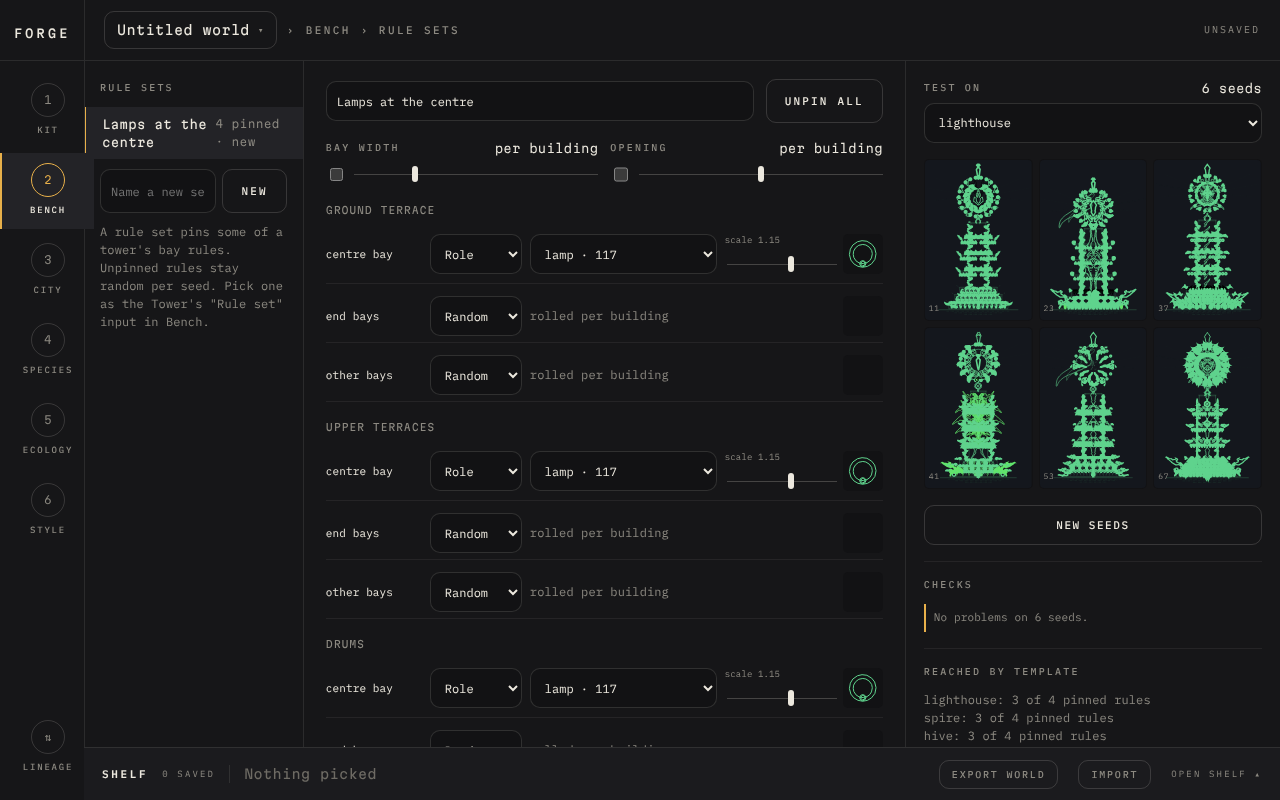 FORGE
Untitled world ▾ › BENCH › RULE SETS
UNSAVED
1
KIT
2
BENCH
3
CITY
4
SPECIES
5
ECOLOGY
6
STYLE
⇅
LINEAGE
RULE SETS
Lamps at the centre
4 pinned · new
Name a new se
NEW
A rule set pins some of a
tower's bay rules.
Unpinned rules stay
random per seed. Pick one
as the Tower's "Rule set"
input in Bench.
Lamps at the centre
UNPIN ALL
BAY WIDTH per building
OPENING per building
GROUND TERRACE
centre bay Role lamp · 117 scale 1.15
end bays Random rolled per building
other bays Random rolled per building
UPPER TERRACES
centre bay Role lamp · 117 scale 1.15
end bays Random rolled per building
other bays Random rolled per building
DRUMS
centre bay Role lamp · 117 scale 1.15
TEST ON 6 seeds
lighthouse
11 23 37
41 53 67
NEW SEEDS
CHECKS
No problems on 6 seeds.
REACHED BY TEMPLATE
lighthouse: 3 of 4 pinned rules
spire: 3 of 4 pinned rules
hive: 3 of 4 pinned rules
SHELF 0 SAVED Nothing picked
EXPORT WORLD IMPORT OPEN SHELF ▴